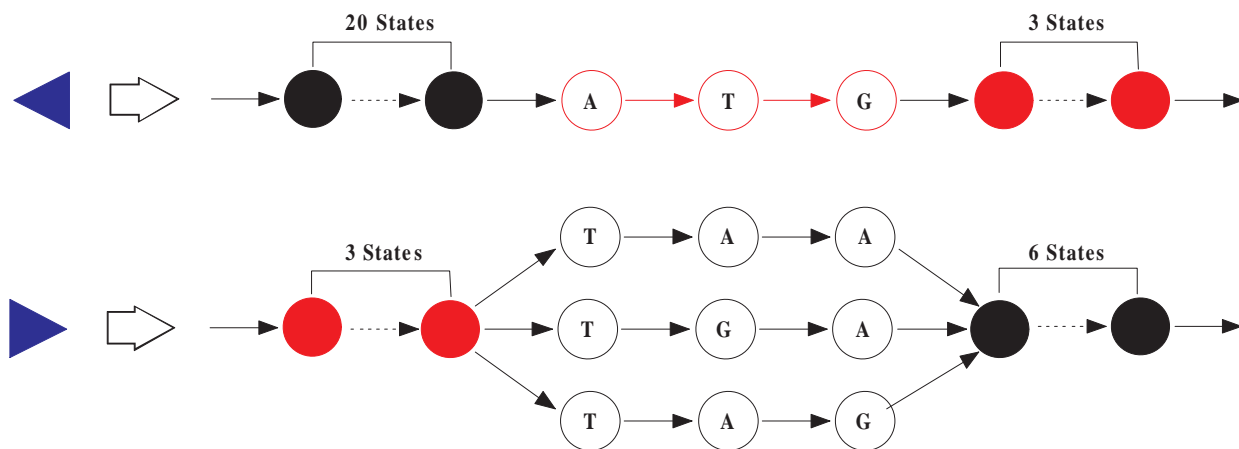 20 States 3 States
A T G
3 States 6 States
T A A
T G A
T A G